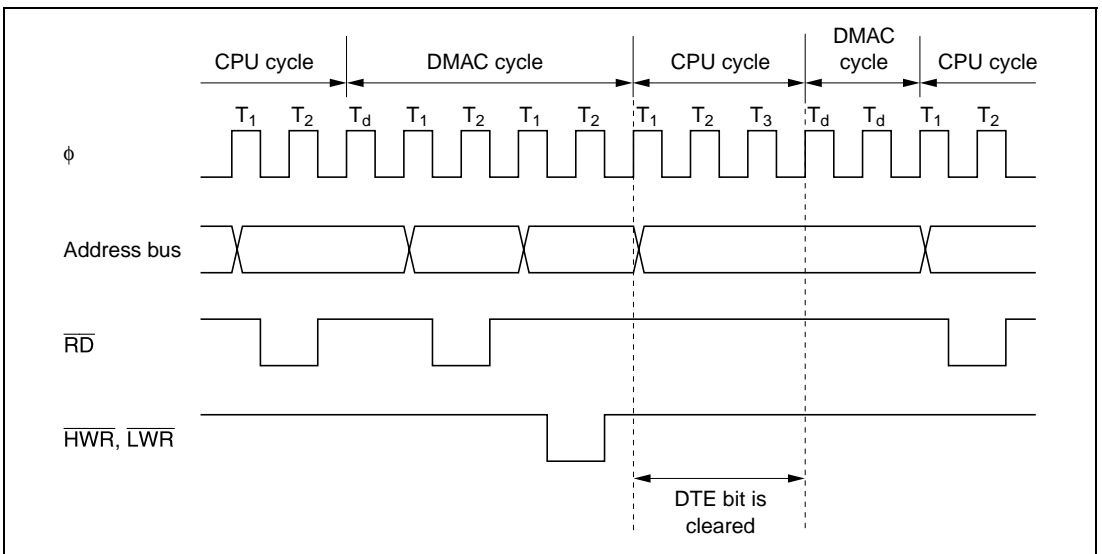 DMAC
CPU cycle DMAC cycle CPU cycle cycle CPU cycle
T1 T2 Td T1 T2 T1 T2 T1 T2 T3 Td Td T1 T2
ϕ
Address bus
RD
HWR, LWR
DTE bit is
cleared